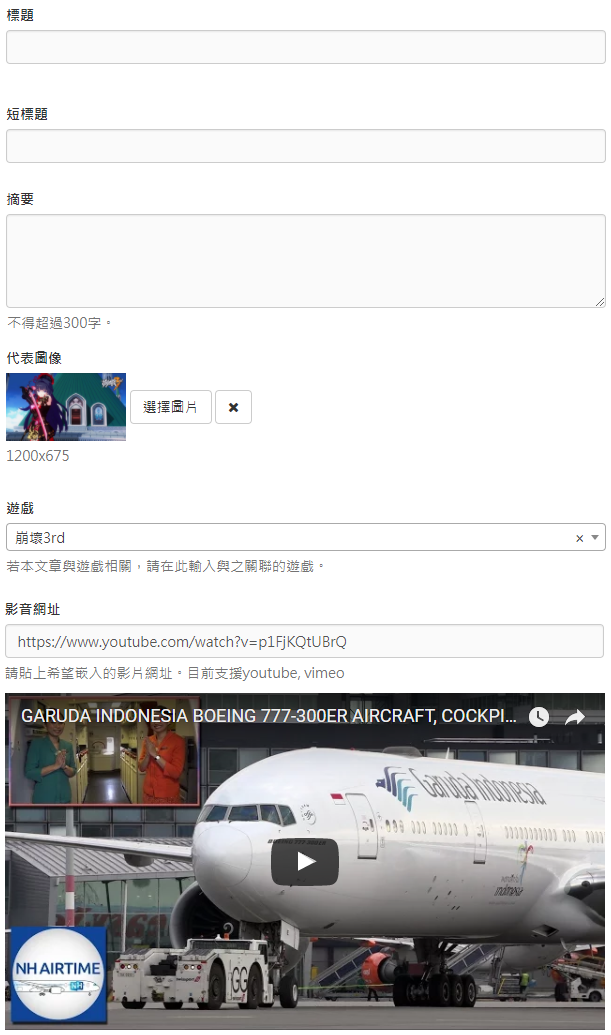 標題
短標題
摘要
不得超過300字。
代表圖像
選擇圖片
1200x675
遊戲
崩壞3rd
若本文章與遊戲相關，請在此輸入與之關聯的遊戲。
影音網址
https://www.youtube.com/watch?v=p1FjKQtUBrQ
請貼上希望嵌入的影片網址。目前支援youtube, vimeo
GARUDA INDONESIA BOEING 777-300ER AIRCRAFT, COCKPI...
Garuda Indonesia
BOEING 777-300ER
indonesia
GG
NH AIRTIME
NH